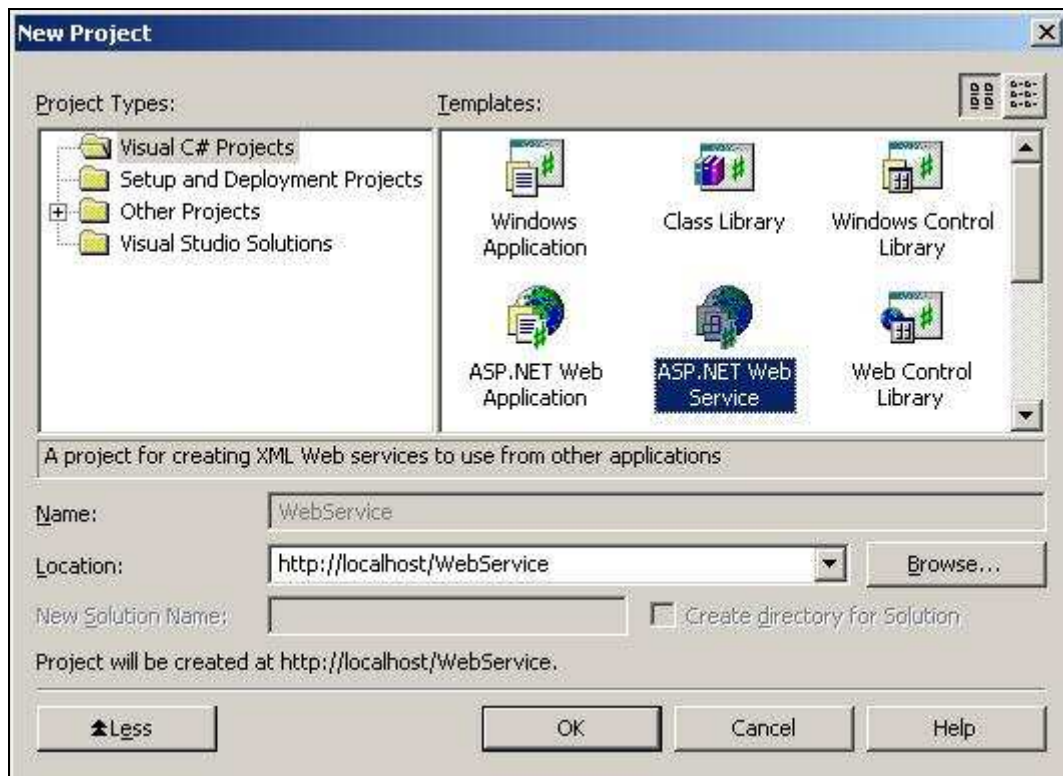 New Project
Project Types:
Templates:
Visual C# Projects
Setup and Deployment Projects
Other Projects
Visual Studio Solutions
Windows
Application
Class Library
Windows Control
Library
ASP.NET Web
Application
ASP.NET Web
Service
Web Control
Library
A project for creating XML Web services to use from other applications
Name:
WebService
Location:
http://localhost/WebService
Browse...
New Solution Name:
Create directory for Solution
Project will be created at http://localhost/WebService.
Less
OK
Cancel
Help